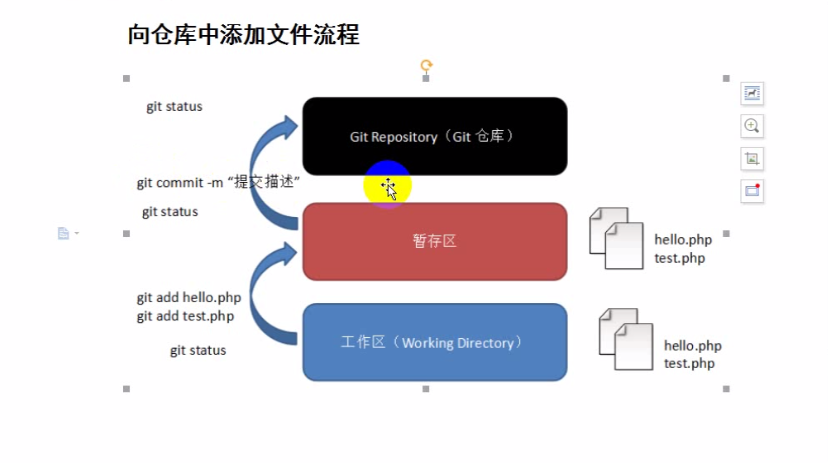 向仓库中添加文件流程
git status
Git Repository（Git 仓库）
git commit -m “提交描述”
git status
暂存区
hello.php
test.php
git add hello.php
git add test.php
工作区（Working Directory）
git status
hello.php
test.php